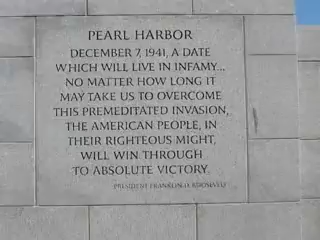 PEARL HARBOR
DECEMBER 7, 1941, A DATE
WHICH WILL LIVE IN INFAMY...
NO MATTER HOW LONG IT
MAY TAKE US TO OVERCOME
THIS PREMEDITATED INVASION,
THE AMERICAN PEOPLE, IN
THEIR RIGHTEOUS MIGHT,
WILL WIN THROUGH
TO ABSOLUTE VICTORY.
PRESIDENT FRANKLIN D. ROOSEVELT